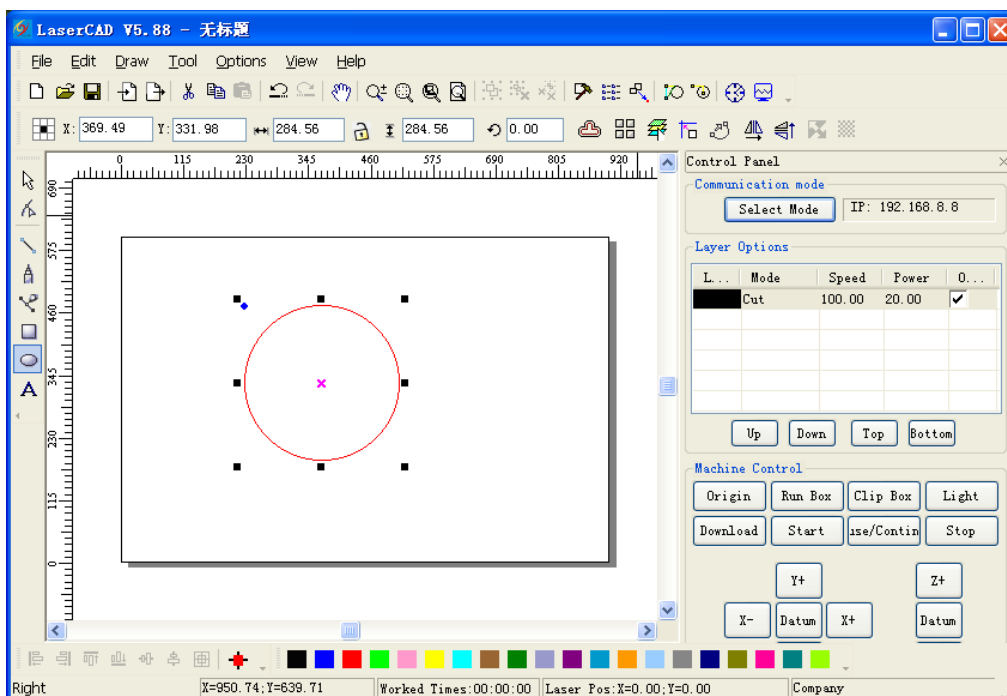 LaserCAD V5.88 - 无标题
File Edit Draw Tool Options View Help
X: 369.49 Y: 331.98 284.56 284.56 0.00
0 115 230 345 460 575 690 805 920
Control Panel
Communication mode
Select Mode IP: 192.168.8.8
Layer Options
L... Mode Speed Power O...
Cut 100.00 20.00
690
575
460
345
230
115
0
A
Up Down Top Bottom
Machine Control
Origin Run Box Clip Box Light
Download Start use/Contin Stop
Y+ Z+
X- Datum X+ Datum
Right X=950.74;Y=639.71 Worked Times:00:00:00 Laser Pos:X=0.00;Y=0.00 Company